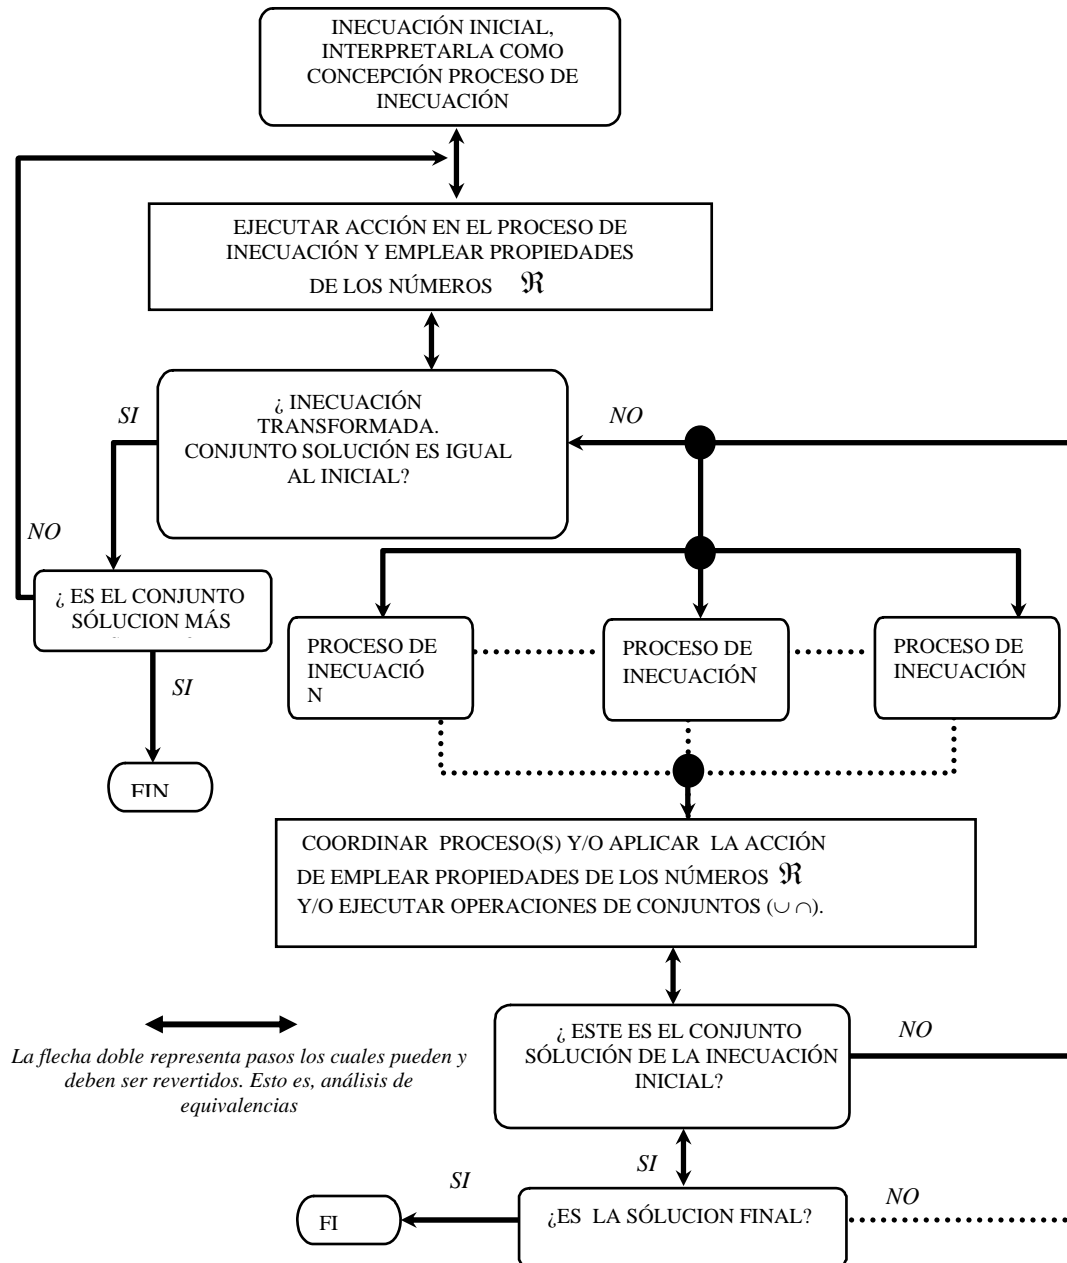 INECUACIÓN INICIAL,
INTERPRETARLA COMO
CONCEPCIÓN PROCESO DE
INECUACIÓN
EJECUTAR ACCIÓN EN EL PROCESO DE
INECUACIÓN Y EMPLEAR PROPIEDADES
DE LOS NÚMEROS ℜ
¿ INECUACIÓN
TRANSFORMADA.
CONJUNTO SOLUCIÓN ES IGUAL
AL INICIAL?
SI
NO
NO
¿ ES EL CONJUNTO
SÓLUCION MÁS
SI
FIN
PROCESO DE
INECUACIÓ
N
PROCESO DE
INECUACIÓN
PROCESO DE
INECUACIÓN
COORDINAR PROCESO(S) Y/O APLICAR LA ACCIÓN
DE EMPLEAR PROPIEDADES DE LOS NÚMEROS ℜ
Y/O EJECUTAR OPERACIONES DE CONJUNTOS (∪ ∩).
¿ ESTE ES EL CONJUNTO
SÓLUCIÓN DE LA INECUACIÓN
INICIAL?
NO
La flecha doble representa pasos los cuales pueden y
deben ser revertidos. Esto es, análisis de
equivalencias
SI
SI
¿ES LA SÓLUCION FINAL?
NO
FI